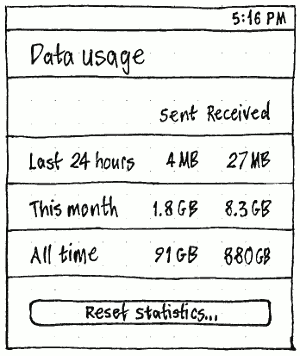 5:16 PM
Data usage
Sent Received
Last 24 hours 4 MB 27 MB
This month 1.8 GB 8.3 GB
All time 91 GB 880 GB
Reset statistics...